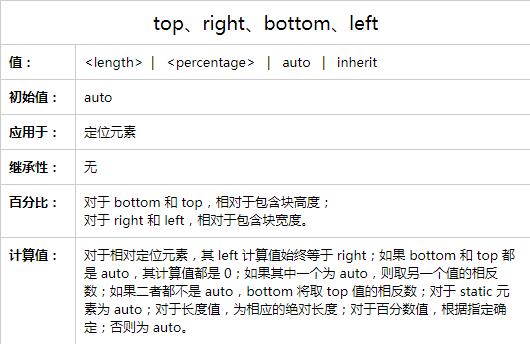 top、right、bottom、left
值： <length> | <percentage> | auto | inherit
初始值： auto
应用于： 定位元素
继承性： 无
百分比： 对于 bottom 和 top，相对于包含块高度；
对于 right 和 left，相对于包含块宽度。
计算值： 对于相对定位元素，其 left 计算值始终等于 right；如果 bottom 和 top 都
是 auto，其计算值都是 0；如果其中一个为 auto，则取另一个值的相反
数；如果二者都不是 auto，bottom 将取 top 值的相反数；对于 static 元
素为 auto；对于长度值，为相应的绝对长度；对于百分数值，根据指定确
定；否则为 auto。